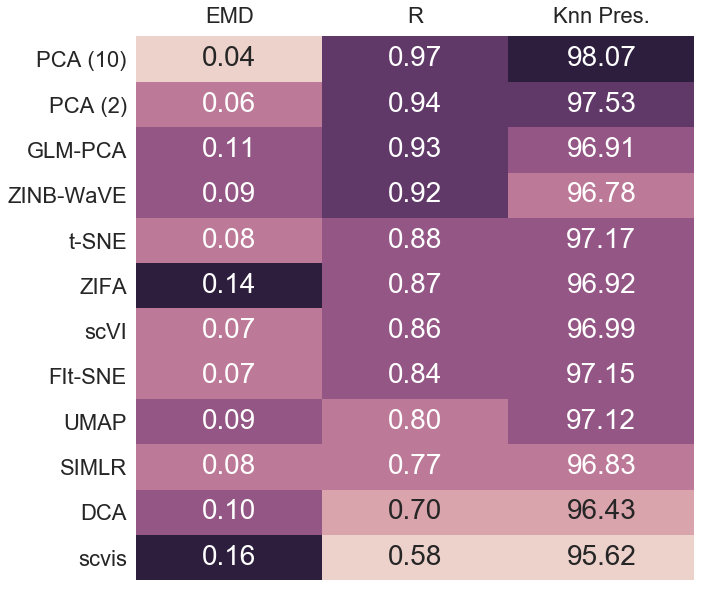 EMD R Knn Pres.
PCA (10) 0.04 0.97 98.07
PCA (2) 0.06 0.94 97.53
GLM-PCA 0.11 0.93 96.91
ZINB-WaVE 0.09 0.92 96.78
t-SNE 0.08 0.88 97.17
ZIFA 0.14 0.87 96.92
scVI 0.07 0.86 96.99
FIt-SNE 0.07 0.84 97.15
UMAP 0.09 0.80 97.12
SIMLR 0.08 0.77 96.83
DCA 0.10 0.70 96.43
scvis 0.16 0.58 95.62